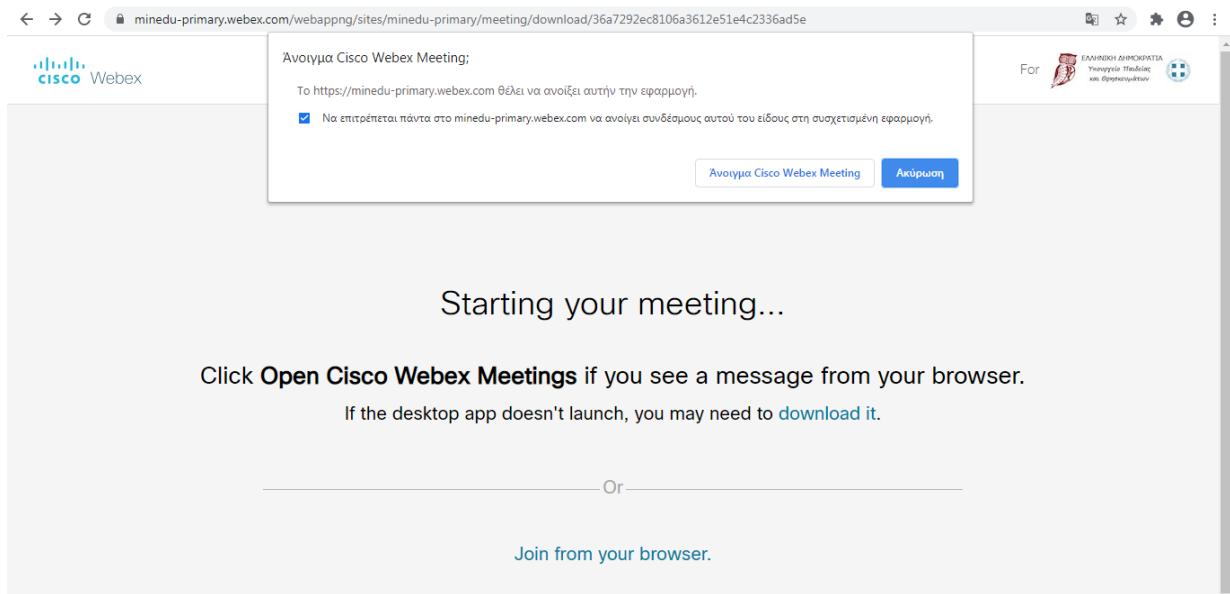 minedu-primary.webex.com/webappng/sites/minedu-primary/meeting/download/36a7292ec8106a3612e51e4c2336ad5e
cisco Webex
Άνοιγμα Cisco Webex Meeting;
Το https://minedu-primary.webex.com θέλει να ανοίξει αυτήν την εφαρμογή.
Να επιτρέπεται πάντα στο minedu-primary.webex.com να ανοίγει συνδέσμους αυτού του είδους στη συσχετισμένη εφαρμογή.
Άνοιγμα Cisco Webex Meeting
Ακύρωση
For
ΕΛΛΗΝΙΚΗ ΔΗΜΟΚΡΑΤΙΑ
Υπουργείο Παιδείας
και Θρησκευμάτων
Starting your meeting...
Click Open Cisco Webex Meetings if you see a message from your browser.
If the desktop app doesn't launch, you may need to download it.
Or
Join from your browser.